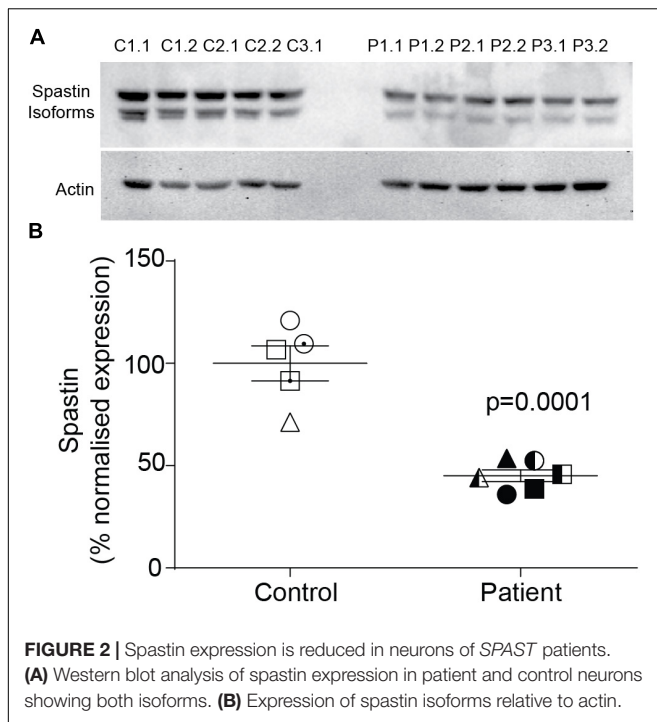 A
C1.1 C1.2 C2.1 C2.2 C3.1 P1.1 P1.2 P2.1 P2.2 P3.1 P3.2
Spastin
Isoforms
Actin
B
Spastin
(% normalised expression)
150
100
50
0
p=0.0001
Control Patient
FIGURE 2 | Spastin expression is reduced in neurons of SPAST patients.
(A) Western blot analysis of spastin expression in patient and control neurons
showing both isoforms. (B) Expression of spastin isoforms relative to actin.